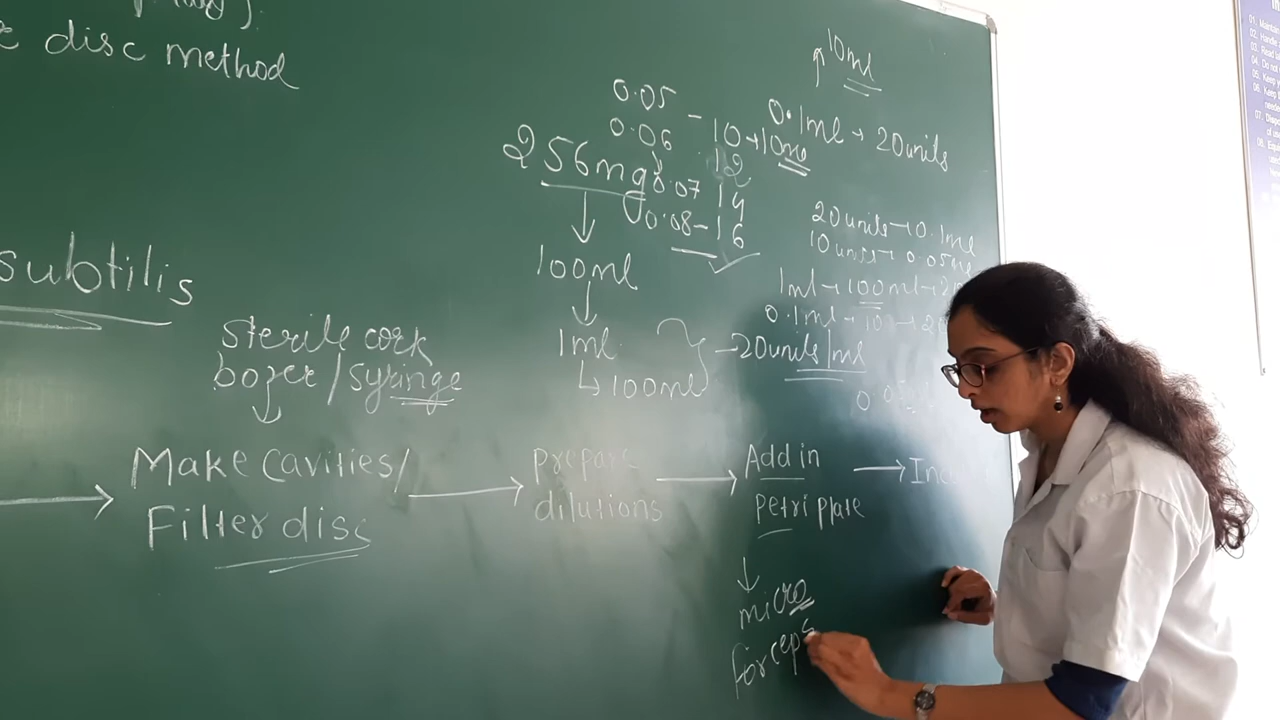 disc method
10ml
0.05
0.06 - 10 → 10ml
0.1ml → 20units
256mg
12
0.07 14
0.08 - 16
20units → 0.1ml
10units → 0.05ml
100ml
1ml → 100ml →
0.1ml → 10 →
subtilis
sterile cork
borer/syringe
1ml
↳ 100ml
- 20units/ml
Make cavities/
Filter disc
prepare
dilutions
Add in
petri plate
micro
forceps